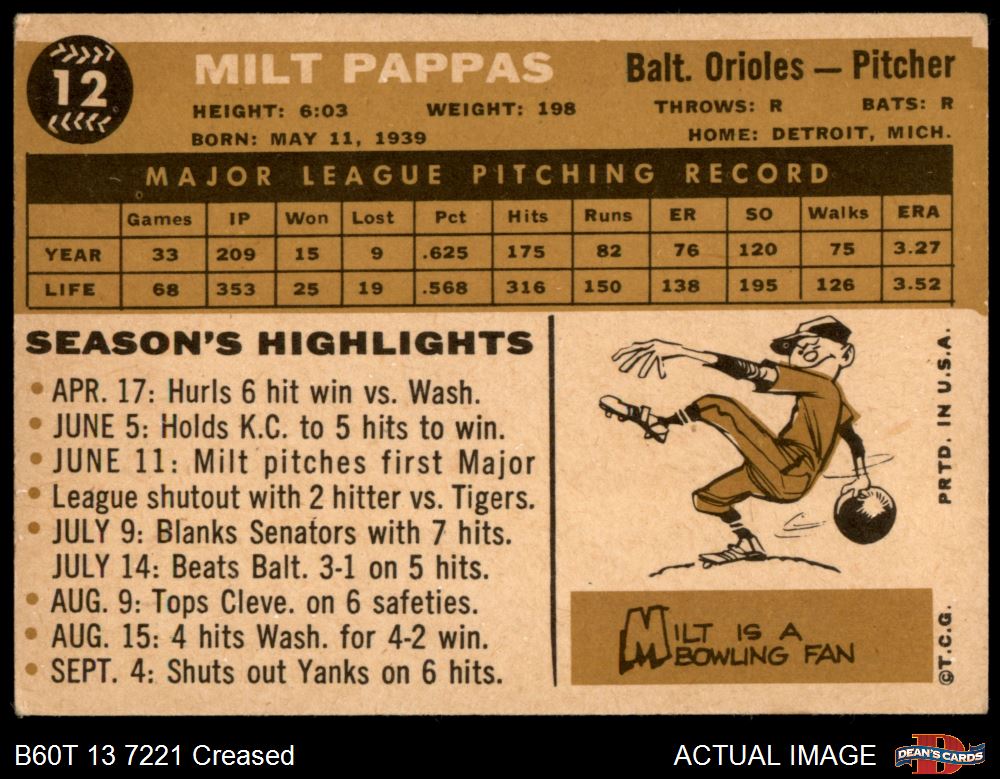 12
MILT PAPPAS
Balt. Orioles — Pitcher
HEIGHT: 6:03 WEIGHT: 198 THROWS: R BATS: R
BORN: MAY 11, 1939 HOME: DETROIT, MICH.
MAJOR LEAGUE PITCHING RECORD
Games IP Won Lost Pct Hits Runs ER SO Walks ERA
YEAR 33 209 15 9 .625 175 82 76 120 75 3.27
LIFE 68 353 25 19 .568 316 150 138 195 126 3.52
SEASON'S HIGHLIGHTS
• APR. 17: Hurls 6 hit win vs. Wash.
• JUNE 5: Holds K.C. to 5 hits to win.
• JUNE 11: Milt pitches first Major
• League shutout with 2 hitter vs. Tigers.
• JULY 9: Blanks Senators with 7 hits.
JULY 14: Beats Balt. 3-1 on 5 hits.
• AUG. 9: Tops Cleve. on 6 safeties.
• AUG. 15: 4 hits Wash. for 4-2 win.
• SEPT. 4: Shuts out Yanks on 6 hits.
MILT IS A
BOWLING FAN
©T.C.G. PRTD. IN U.S.A.
B60T 13 7221 Creased
ACTUAL IMAGE
DEAN'S CARDS